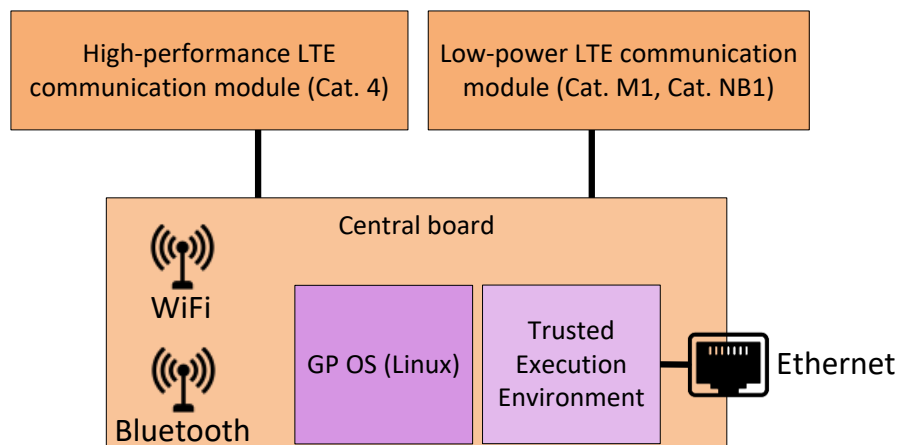 High-performance LTE
communication module (Cat. 4)
Low-power LTE communication
module (Cat. M1, Cat. NB1)
Central board
WiFi
Bluetooth
GP OS (Linux)
Trusted
Execution
Environment
Ethernet